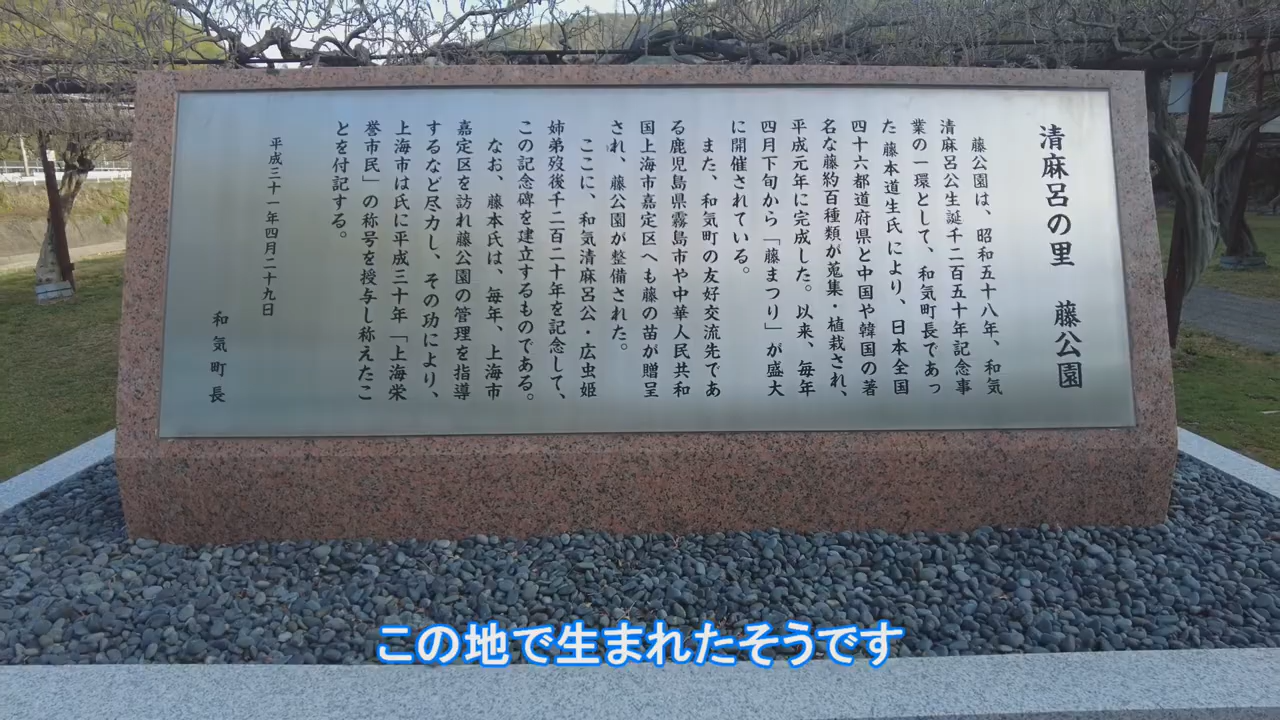 清麻呂の里　藤公園
藤公園は、昭和五十八年、和気
清麻呂公生誕千二百五十年記念事
業の一環として、和気町長であっ
た 藤本道生氏 により、日本全国
四十六都道府県と中国や韓国の著
名な藤約百種類が蒐集・植栽され、
平成元年に完成した。以来、毎年
四月下旬から「藤まつり」が盛大
に開催されている。
また、和気町の友好交流先であ
る鹿児島県霧島市や中華人民共和
国上海市嘉定区へも藤の苗が贈呈
され、藤公園が整備された。
ここに、和気清麻呂公・広虫姫
姉弟歿後千二百二十年を記念して、
この記念碑を建立するものである。
なお、藤本氏は、毎年、上海市
嘉定区を訪れ藤公園の管理を指導
するなど尽力し、その功により、
上海市は氏に平成三十年「上海栄
誉市民」の称号を授与し称えたこ
とを付記する。
平成三十一年四月二十九日
和気町長
この地で生まれたそうです